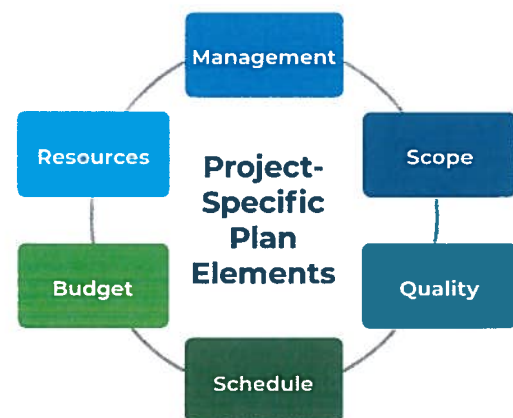 Management
Resources
Scope
Project-
Specific
Plan
Elements
Budget
Quality
Schedule